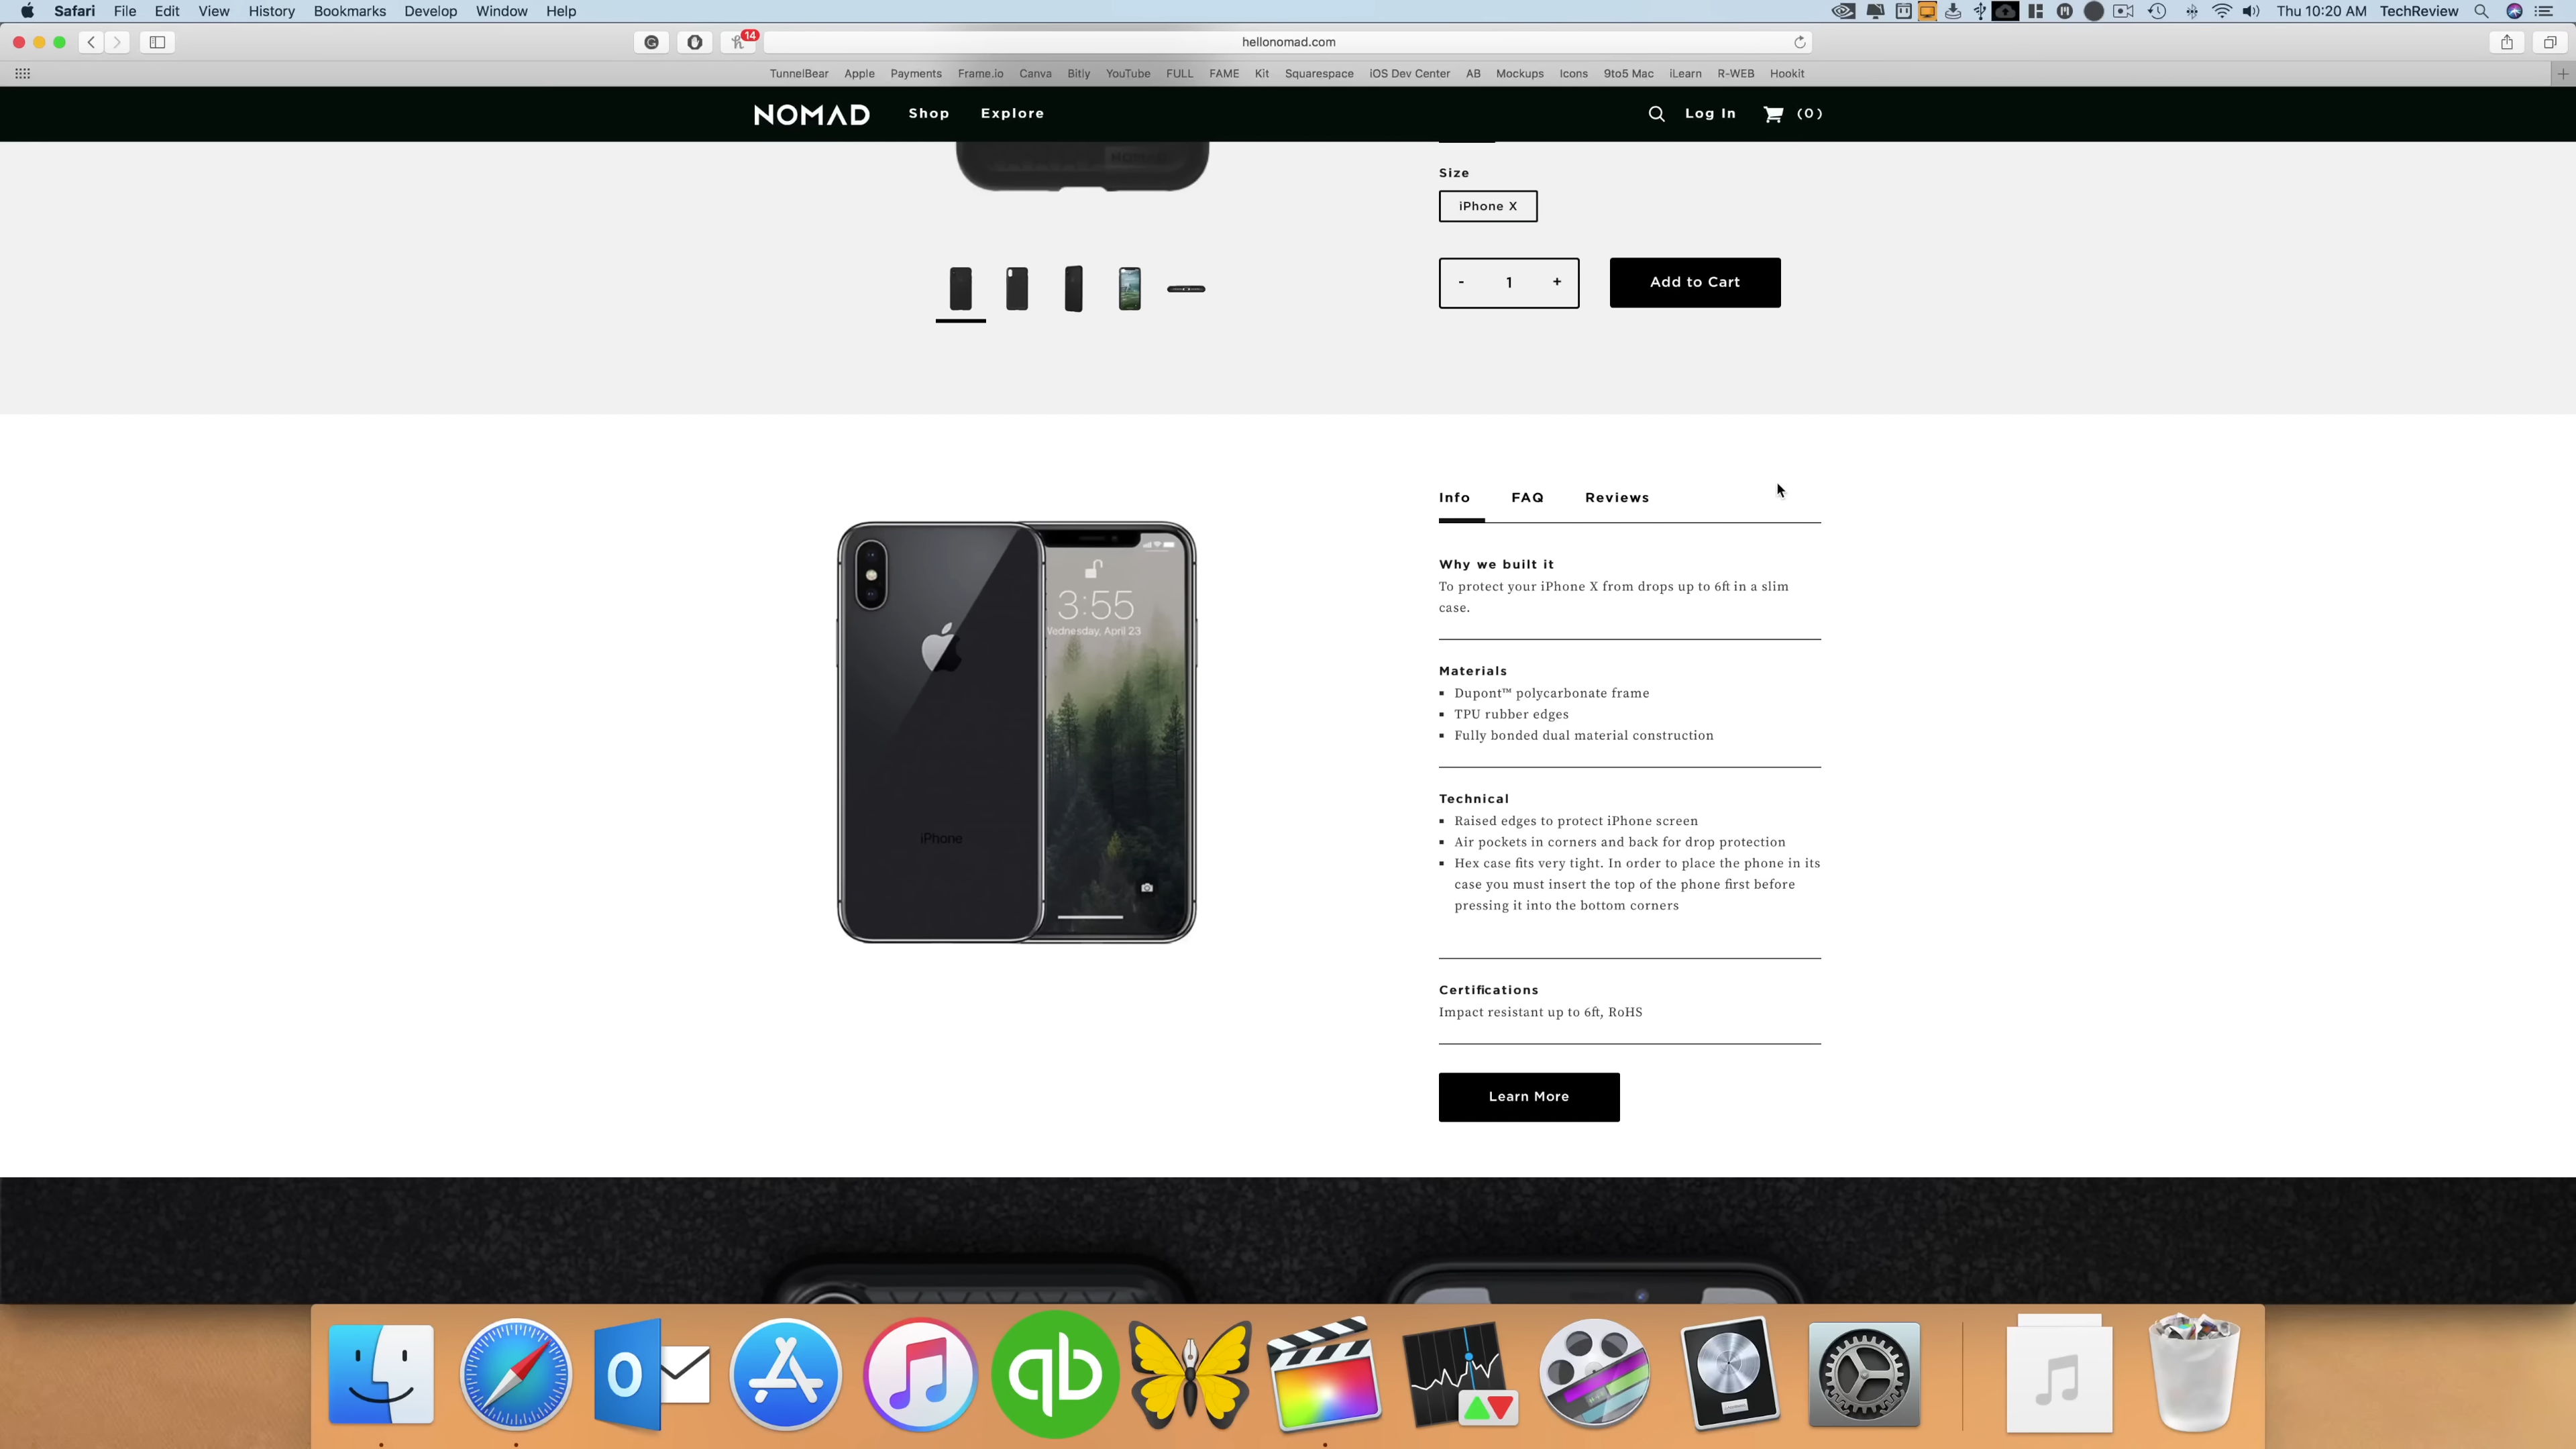 Safari File Edit View History Bookmarks Develop Window Help Thu 10:20 AM TechReview
14
hellonomad.com
TunnelBear Apple Payments Frame.io Canva Bitly YouTube FULL FAME Kit Squarespace iOS Dev Center AB Mockups Icons 9to5 Mac iLearn R-WEB Hookit
NOMAD Shop Explore Log In (0)
NOMAD
Size
iPhone X
- 1 + Add to Cart
Info FAQ Reviews
3:55
Wednesday, April 23
iPhone
Why we built it
To protect your iPhone X from drops up to 6ft in a slim
case.
Materials
▪ Dupont™ polycarbonate frame
▪ TPU rubber edges
▪ Fully bonded dual material construction
Technical
▪ Raised edges to protect iPhone screen
▪ Air pockets in corners and back for drop protection
▪ Hex case fits very tight. In order to place the phone in its
case you must insert the top of the phone first before
pressing it into the bottom corners
Certifications
Impact resistant up to 6ft, RoHS
Learn More
O
qb